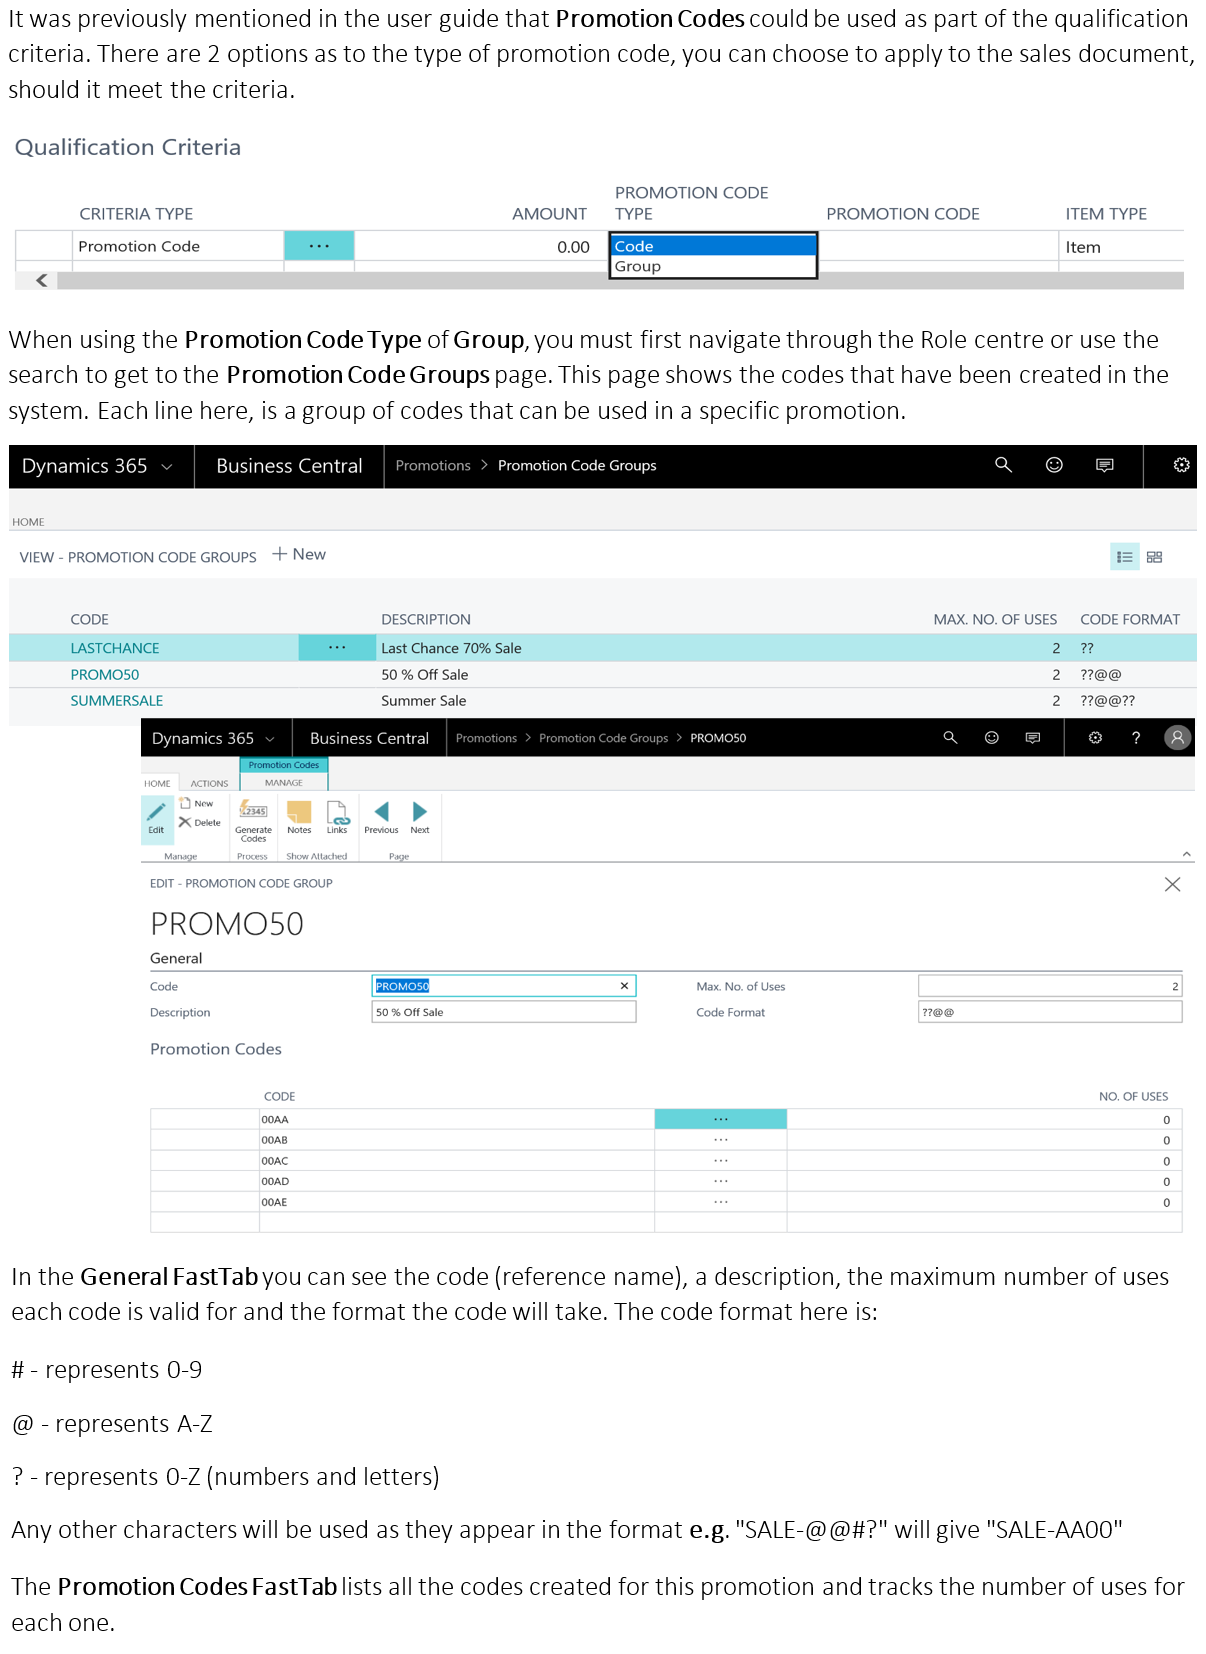 It was previously mentioned in the user guide that Promotion Codes could be used as part of the qualification
criteria. There are 2 options as to the type of promotion code, you can choose to apply to the sales document,
should it meet the criteria.
Qualification Criteria
CRITERIA TYPE AMOUNT PROMOTION CODE TYPE PROMOTION CODE ITEM TYPE
Promotion Code ... 0.00 Code Item
Group
When using the Promotion Code Type of Group, you must first navigate through the Role centre or use the
search to get to the Promotion Code Groups page. This page shows the codes that have been created in the
system. Each line here, is a group of codes that can be used in a specific promotion.
Dynamics 365 Business Central Promotions > Promotion Code Groups
HOME
VIEW - PROMOTION CODE GROUPS + New
CODE DESCRIPTION MAX. NO. OF USES CODE FORMAT
LASTCHANCE ... Last Chance 70% Sale 2 ??
PROMO50 50 % Off Sale 2 ??@@
SUMMERSALE Summer Sale 2 ??@@??
Dynamics 365 Business Central Promotions > Promotion Code Groups > PROMO50 ?
Promotion Codes
HOME ACTIONS MANAGE
New
12345
Delete
Edit Generate Codes Notes Links Previous Next
Manage Process Show Attached Page
EDIT - PROMOTION CODE GROUP
PROMO50
General
Code PROMO50 × Max. No. of Uses 2
Description 50 % Off Sale Code Format ??@@
Promotion Codes
CODE NO. OF USES
00AA ... 0
00AB ... 0
00AC ... 0
00AD ... 0
00AE ... 0
In the General FastTab you can see the code (reference name), a description, the maximum number of uses
each code is valid for and the format the code will take. The code format here is:
# - represents 0-9
@ - represents A-Z
? - represents 0-Z (numbers and letters)
Any other characters will be used as they appear in the format e.g. "SALE-@@#?" will give "SALE-AA00"
The Promotion Codes FastTab lists all the codes created for this promotion and tracks the number of uses for
each one.